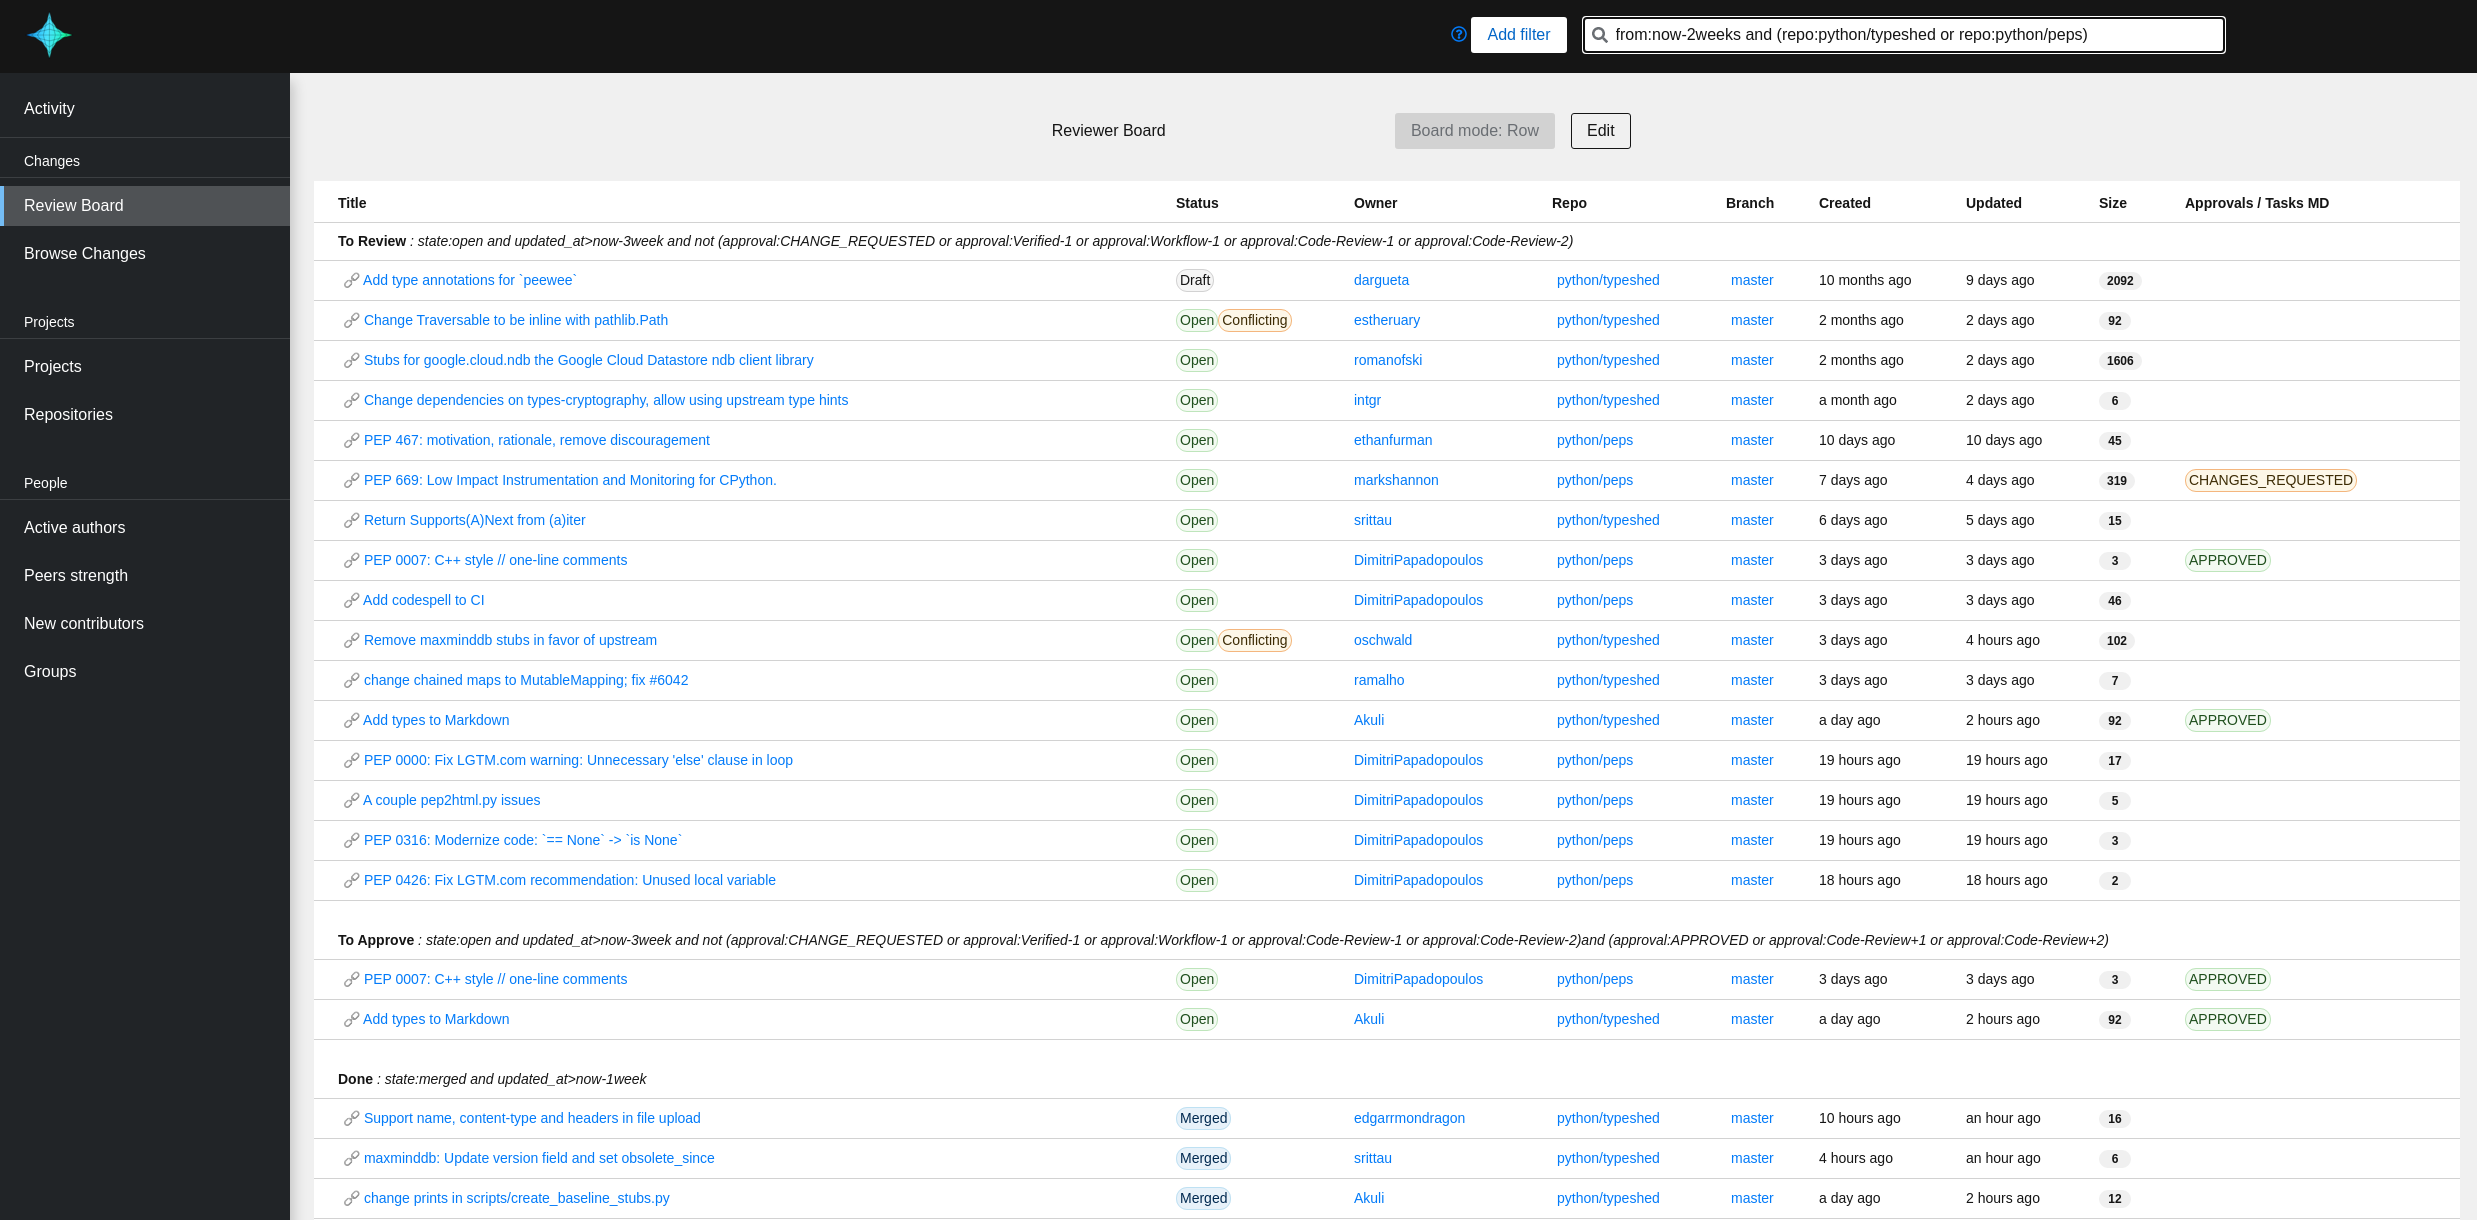 Add filter
from:now-2weeks and (repo:python/typeshed or repo:python/peps)
Activity
Changes
Review Board
Browse Changes
Projects
Projects
Repositories
People
Active authors
Peers strength
New contributors
Groups
Reviewer Board
Board mode: Row
Edit
Title Status Owner Repo Branch Created Updated Size Approvals / Tasks MD
To Review : state:open and updated_at>now-3week and not (approval:CHANGE_REQUESTED or approval:Verified-1 or approval:Workflow-1 or approval:Code-Review-1 or approval:Code-Review-2)
Add type annotations for `peewee` Draft dargueta python/typeshed master 10 months ago 9 days ago 2092
Change Traversable to be inline with pathlib.Path Open Conflicting estheruary python/typeshed master 2 months ago 2 days ago 92
Stubs for google.cloud.ndb the Google Cloud Datastore ndb client library Open romanofski python/typeshed master 2 months ago 2 days ago 1606
Change dependencies on types-cryptography, allow using upstream type hints Open intgr python/typeshed master a month ago 2 days ago 6
PEP 467: motivation, rationale, remove discouragement Open ethanfurman python/peps master 10 days ago 10 days ago 45
PEP 669: Low Impact Instrumentation and Monitoring for CPython. Open markshannon python/peps master 7 days ago 4 days ago 319 CHANGES_REQUESTED
Return Supports(A)Next from (a)iter Open srittau python/typeshed master 6 days ago 5 days ago 15
PEP 0007: C++ style // one-line comments Open DimitriPapadopoulos python/peps master 3 days ago 3 days ago 3 APPROVED
Add codespell to CI Open DimitriPapadopoulos python/peps master 3 days ago 3 days ago 46
Remove maxminddb stubs in favor of upstream Open Conflicting oschwald python/typeshed master 3 days ago 4 hours ago 102
change chained maps to MutableMapping; fix #6042 Open ramalho python/typeshed master 3 days ago 3 days ago 7
Add types to Markdown Open Akuli python/typeshed master a day ago 2 hours ago 92 APPROVED
PEP 0000: Fix LGTM.com warning: Unnecessary 'else' clause in loop Open DimitriPapadopoulos python/peps master 19 hours ago 19 hours ago 17
A couple pep2html.py issues Open DimitriPapadopoulos python/peps master 19 hours ago 19 hours ago 5
PEP 0316: Modernize code: `== None` -> `is None` Open DimitriPapadopoulos python/peps master 19 hours ago 19 hours ago 3
PEP 0426: Fix LGTM.com recommendation: Unused local variable Open DimitriPapadopoulos python/peps master 18 hours ago 18 hours ago 2
To Approve : state:open and updated_at>now-3week and not (approval:CHANGE_REQUESTED or approval:Verified-1 or approval:Workflow-1 or approval:Code-Review-1 or approval:Code-Review-2)and (approval:APPROVED or approval:Code-Review+1 or approval:Code-Review+2)
PEP 0007: C++ style // one-line comments Open DimitriPapadopoulos python/peps master 3 days ago 3 days ago 3 APPROVED
Add types to Markdown Open Akuli python/typeshed master a day ago 2 hours ago 92 APPROVED
Done : state:merged and updated_at>now-1week
Support name, content-type and headers in file upload Merged edgarrmondragon python/typeshed master 10 hours ago an hour ago 16
maxminddb: Update version field and set obsolete_since Merged srittau python/typeshed master 4 hours ago an hour ago 6
change prints in scripts/create_baseline_stubs.py Merged Akuli python/typeshed master a day ago 2 hours ago 12